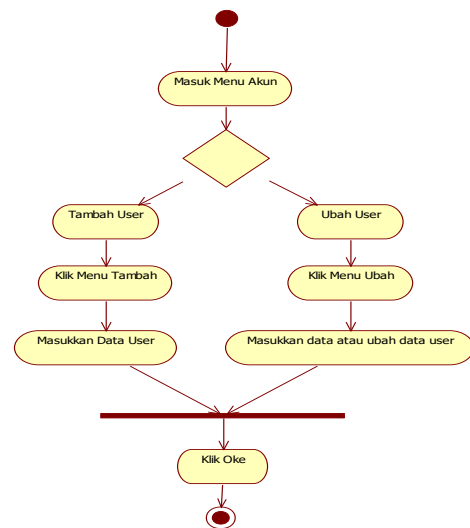 Masuk Menu Akun
Tambah User
Ubah User
Klik Menu Tambah
Klik Menu Ubah
Masukkan Data User
Masukkan data atau ubah data user
Klik Oke